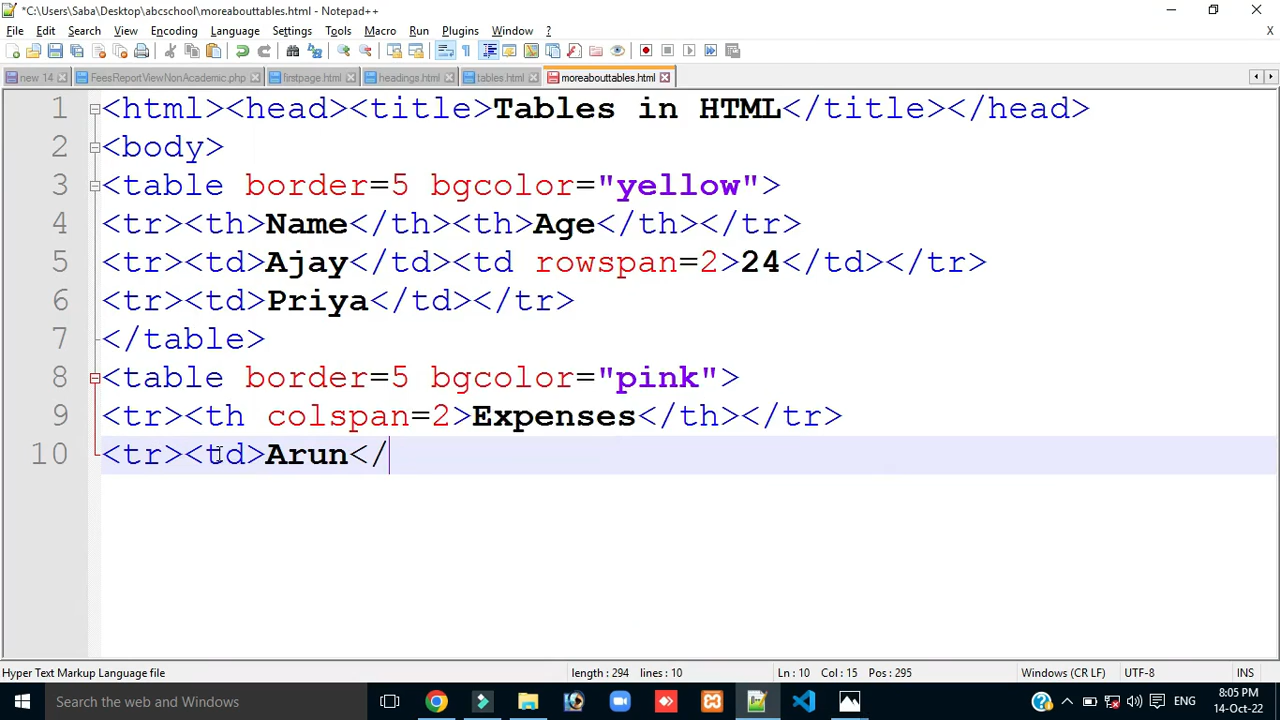 *C:\Users\Saba\Desktop\abcschool\moreabouttables.html - Notepad++
File Edit Search View Encoding Language Settings Tools Macro Run Plugins Window ?
X
new 14 FeesReportViewNonAcademic.php firstpage.html headings.html tables.html moreabouttables.html
1 <html><head><title>Tables in HTML</title></head>
2 <body>
3 <table border=5 bgcolor="yellow">
4 <tr><th>Name</th><th>Age</th></tr>
5 <tr><td>Ajay</td><td rowspan=2>24</td></tr>
6 <tr><td>Priya</td></tr>
7 </table>
8 <table border=5 bgcolor="pink">
9 <tr><th colspan=2>Expenses</th></tr>
10 <tr><td>Arun</
Hyper Text Markup Language file length : 294 lines : 10 Ln : 10 Col : 15 Pos : 295 Windows (CR LF) UTF-8 INS
Search the web and Windows ENG 8:05 PM
14-Oct-22